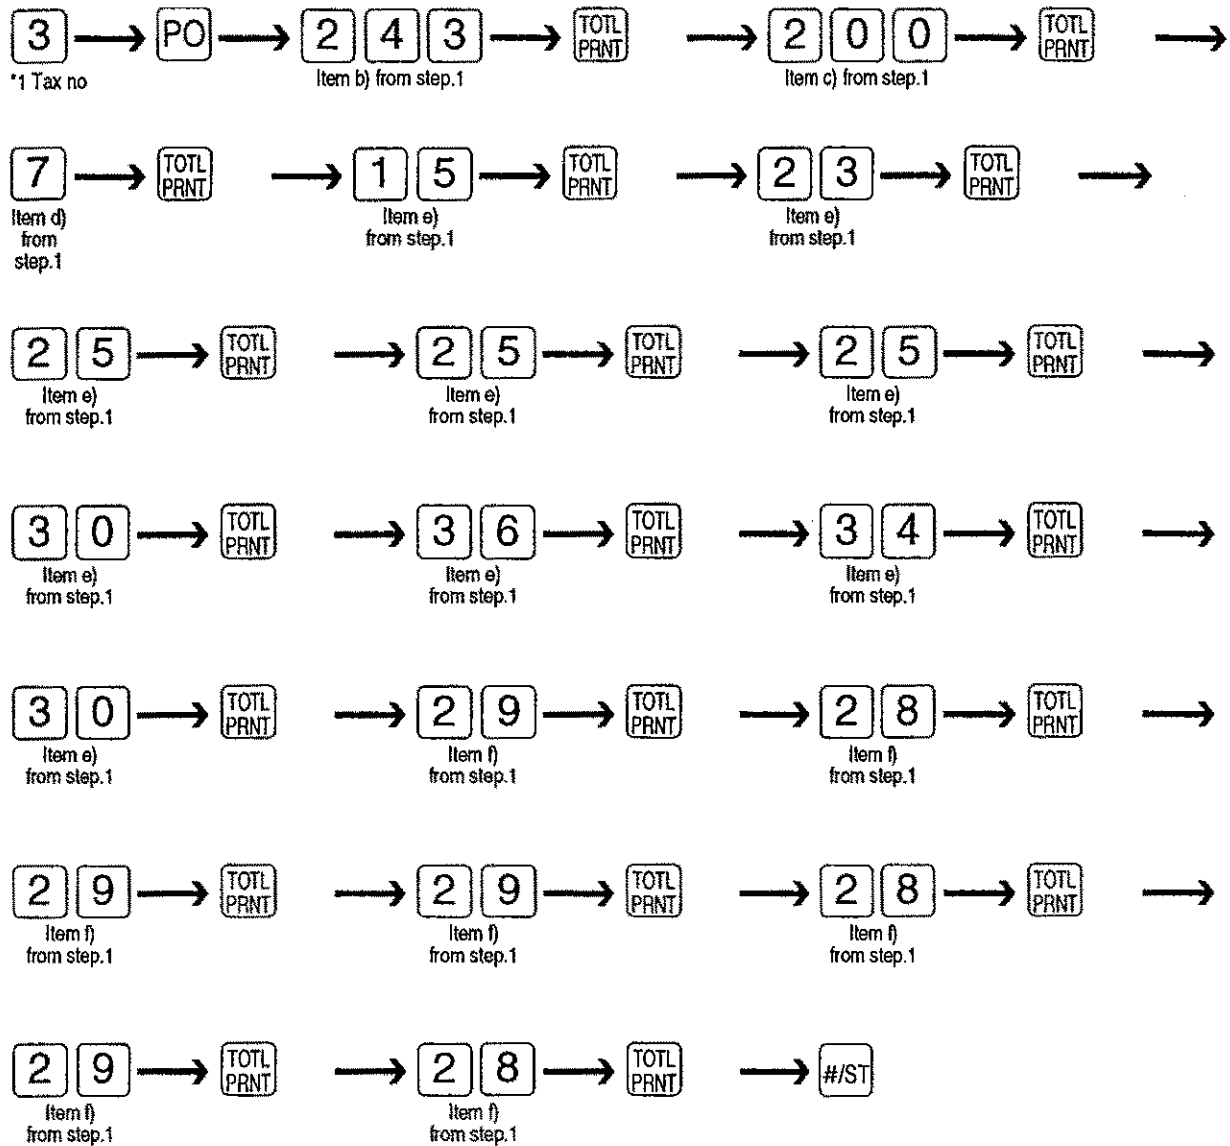 3 PO 2 4 3 TOTL PRNT 2 0 0 TOTL PRNT
*1 Tax no Item b) from step.1 Item c) from step.1
7 TOTL PRNT 1 5 TOTL PRNT 2 3 TOTL PRNT
Item d) from step.1 Item e) from step.1 Item e) from step.1
2 5 TOTL PRNT 2 5 TOTL PRNT 2 5 TOTL PRNT
Item e) from step.1 Item e) from step.1 Item e) from step.1
3 0 TOTL PRNT 3 6 TOTL PRNT 3 4 TOTL PRNT
Item e) from step.1 Item e) from step.1 Item e) from step.1
3 0 TOTL PRNT 2 9 TOTL PRNT 2 8 TOTL PRNT
Item e) from step.1 Item f) from step.1 Item f) from step.1
2 9 TOTL PRNT 2 9 TOTL PRNT 2 8 TOTL PRNT
Item f) from step.1 Item f) from step.1 Item f) from step.1
2 9 TOTL PRNT 2 8 TOTL PRNT #/ST
Item f) from step.1 Item f) from step.1